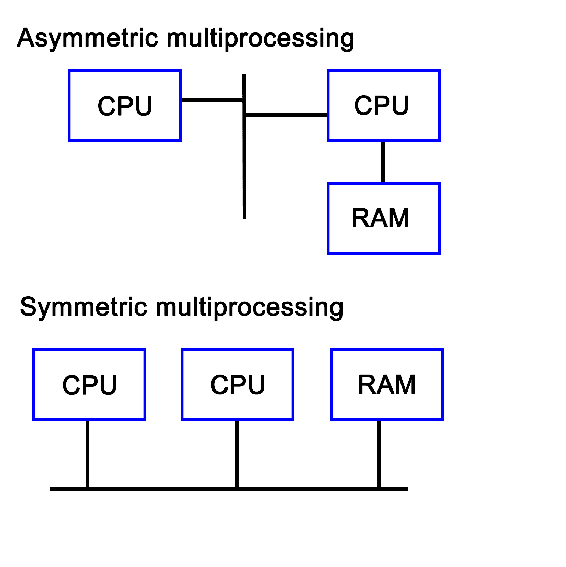 Asymmetric multiprocessing
CPU
CPU
RAM
Symmetric multiprocessing
CPU
CPU
RAM